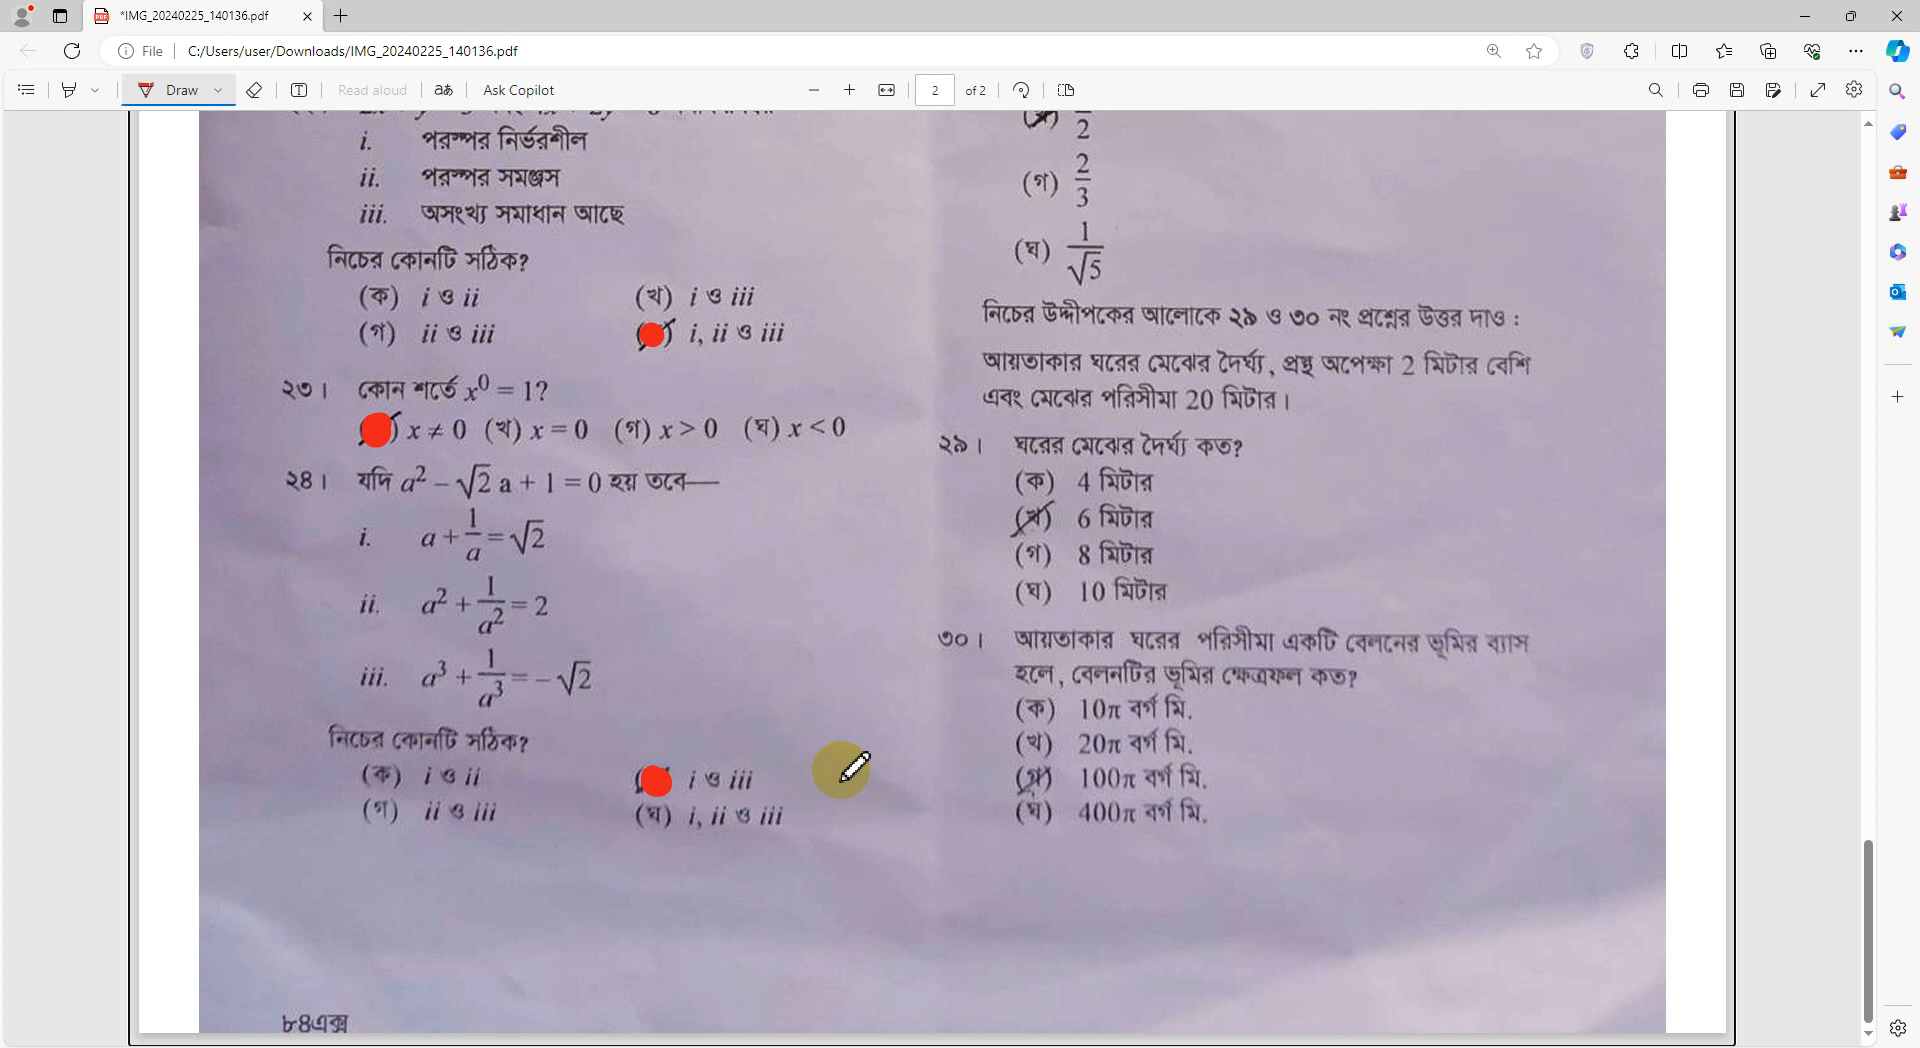 *IMG_20240225_140136.pdf
File
C:/Users/user/Downloads/IMG_20240225_140136.pdf
Draw
Read aloud
aあ
Ask Copilot
2 of 2
i. পরস্পর নির্ভরশীল
ii. পরস্পর সমঞ্জস
iii. অসংখ্য সমাধান আছে
নিচের কোনটি সঠিক?
(ক) i ও ii (খ) i ও iii
(গ) ii ও iii i, ii ও iii
২৩। কোন শর্তে x⁰ = 1?
x ≠ 0 (খ) x = 0 (গ) x > 0 (ঘ) x < 0
২৪। যদি a² – √2 a + 1 = 0 হয় তবে—
i. a + 1/a = √2
ii. a² + 1/a² = 2
iii. a³ + 1/a³ = – √2
নিচের কোনটি সঠিক?
(ক) i ও ii i ও iii
(গ) ii ও iii (ঘ) i, ii ও iii
৮৪এক্স
2
(গ) 2/3
(ঘ) 1/√5
নিচের উদ্দীপকের আলোকে ২৯ ও ৩০ নং প্রশ্নের উত্তর দাও :
আয়তাকার ঘরের মেঝের দৈর্ঘ্য, প্রস্থ অপেক্ষা 2 মিটার বেশি
এবং মেঝের পরিসীমা 20 মিটার।
২৯। ঘরের মেঝের দৈর্ঘ্য কত?
(ক) 4 মিটার
(খ) 6 মিটার
(গ) 8 মিটার
(ঘ) 10 মিটার
৩০। আয়তাকার ঘরের পরিসীমা একটি বেলনের ভূমির ব্যাস
হলে, বেলনটির ভূমির ক্ষেত্রফল কত?
(ক) 10π বর্গ মি.
(খ) 20π বর্গ মি.
(গ) 100π বর্গ মি.
(ঘ) 400π বর্গ মি.